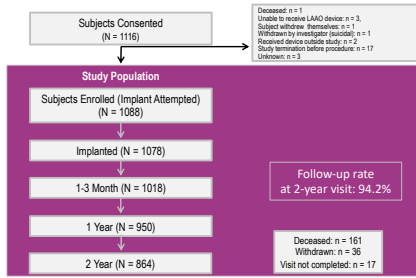 Subjects Consented
(N = 1116)
Deceased: n = 1
Unable to receive LAAO device: n = 3,
Subject withdrew themselves: n = 1
Withdrawn by investigator (suicidal): n = 1
Received device outside study: n = 2
Study termination before procedure: n = 17
Unknown: n = 3
Study Population
Subjects Enrolled (Implant Attempted)
(N = 1088)
Implanted (N = 1078)
1-3 Month (N = 1018)
1 Year (N = 950)
2 Year (N = 864)
Follow-up rate
at 2-year visit: 94.2%
Deceased: n = 161
Withdrawn: n = 36
Visit not completed: n = 17